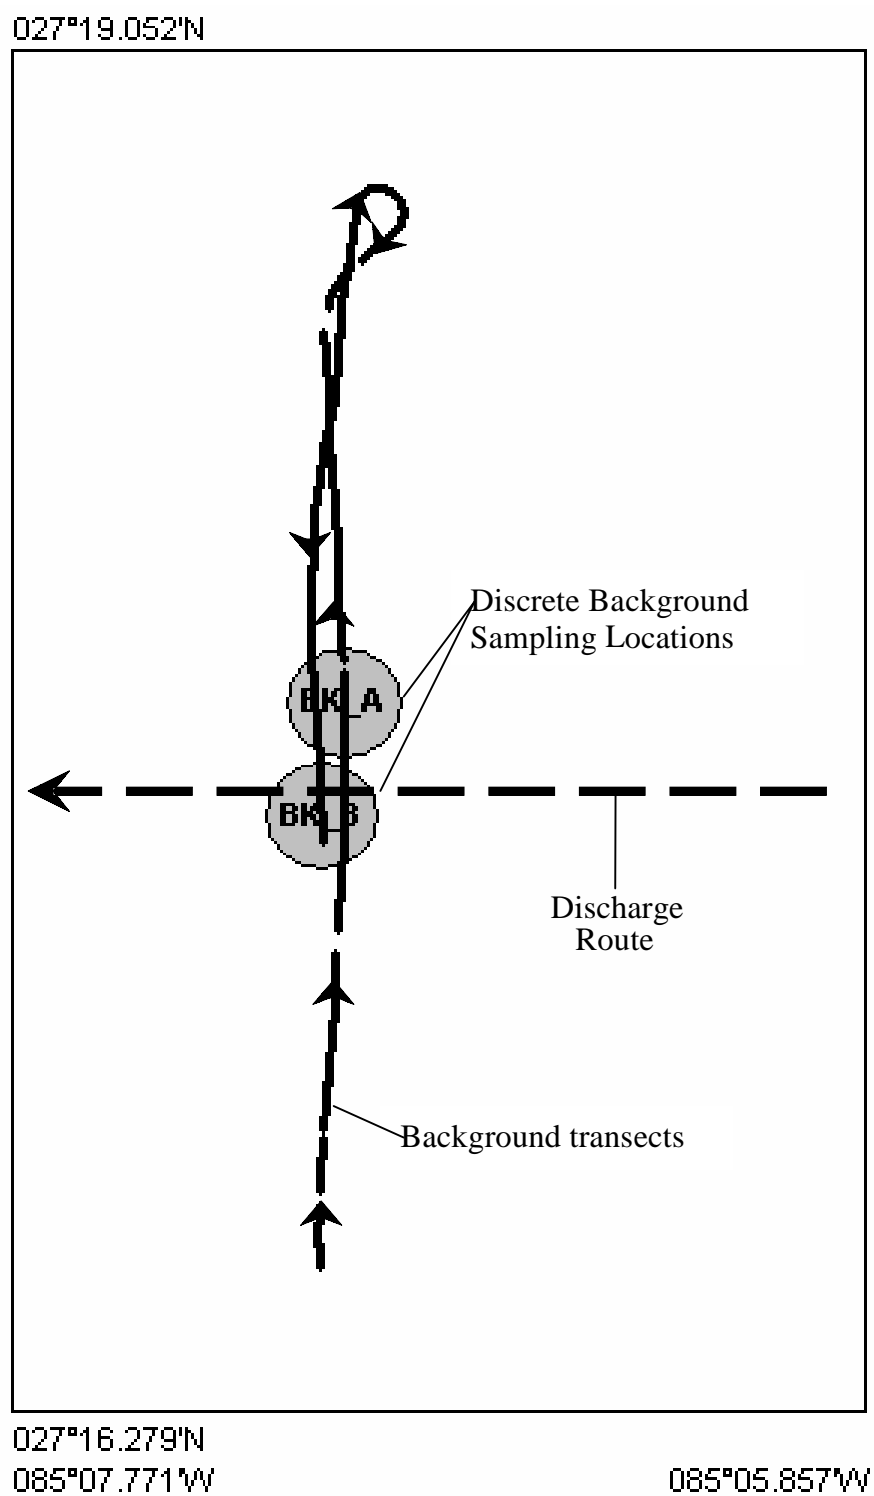 027°19.052'N
Discrete Background
Sampling Locations
BK_A
BK_B
Discharge
Route
Background transects
027°16.279'N
085°07.771'W
085°05.857'W